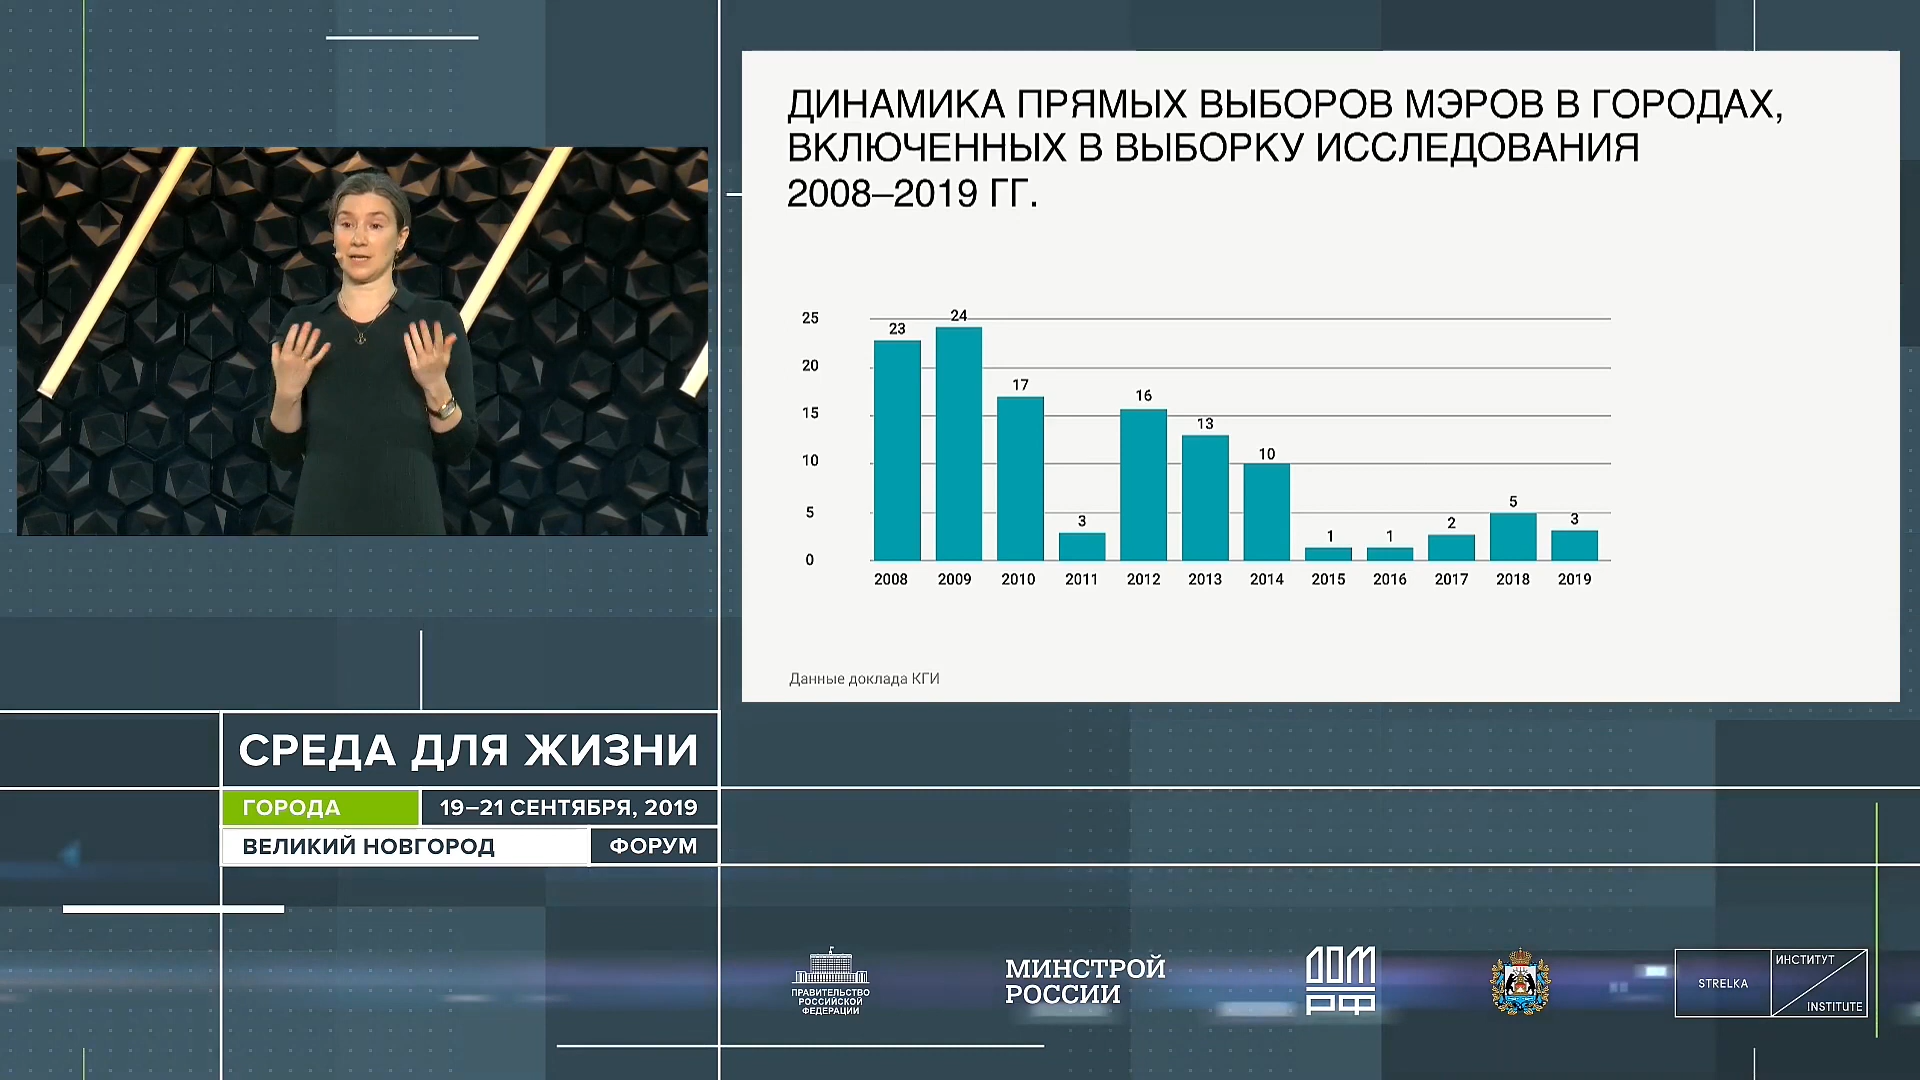 ДИНАМИКА ПРЯМЫХ ВЫБОРОВ МЭРОВ В ГОРОДАХ,
ВКЛЮЧЕННЫХ В ВЫБОРКУ ИССЛЕДОВАНИЯ
2008–2019 ГГ.
25
20
15
10
5
0
23
24
17
3
16
13
10
1
1
2
5
3
2008 2009 2010 2011 2012 2013 2014 2015 2016 2017 2018 2019
Данные доклада КГИ
СРЕДА ДЛЯ ЖИЗНИ
ГОРОДА
19–21 СЕНТЯБРЯ, 2019
ВЕЛИКИЙ НОВГОРОД
ФОРУМ
ПРАВИТЕЛЬСТВО
РОССИЙСКОЙ
ФЕДЕРАЦИИ
МИНСТРОЙ
РОССИИ
ДОМ
РФ
STRELKA
ИНСТИТУТ
INSTITUTE